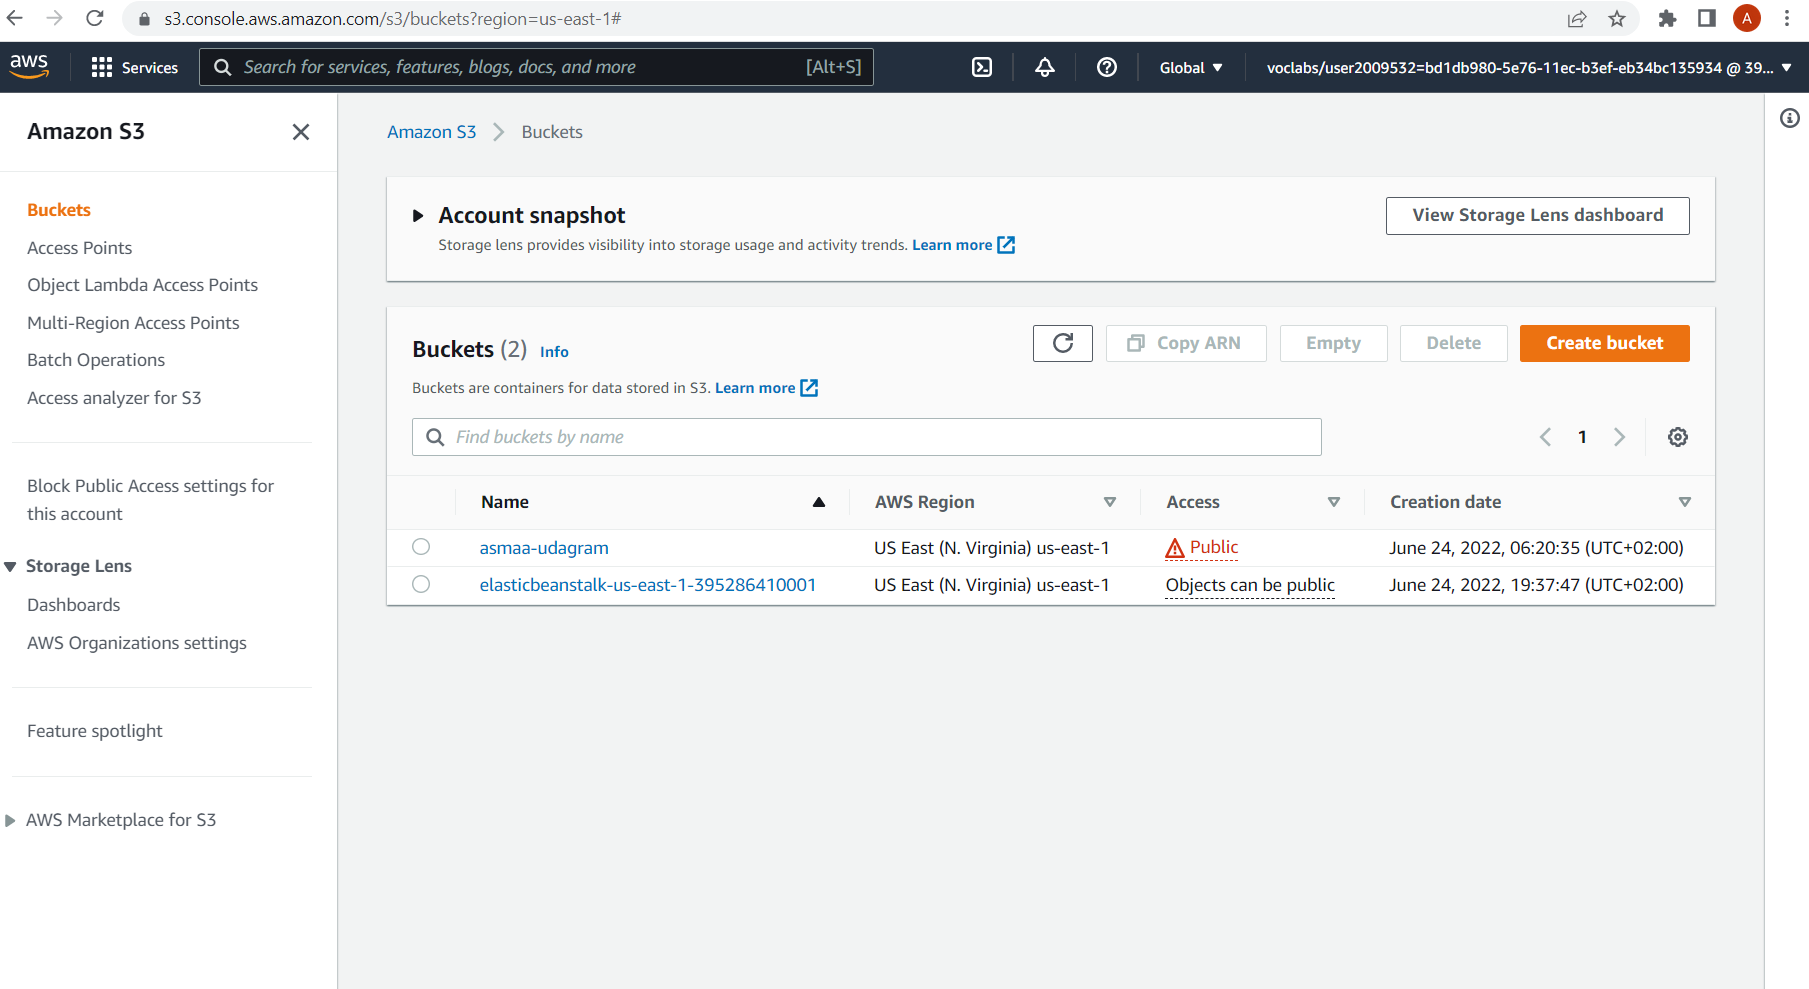 s3.console.aws.amazon.com/s3/buckets?region=us-east-1#
A
aws
Services
Search for services, features, blogs, docs, and more [Alt+S]
Global
voclabs/user2009532=bd1db980-5e76-11ec-b3ef-eb34bc135934 @ 39...
Amazon S3
Buckets
Access Points
Object Lambda Access Points
Multi-Region Access Points
Batch Operations
Access analyzer for S3
Block Public Access settings for
this account
Storage Lens
Dashboards
AWS Organizations settings
Feature spotlight
AWS Marketplace for S3
Amazon S3 > Buckets
Account snapshot
Storage lens provides visibility into storage usage and activity trends. Learn more
View Storage Lens dashboard
Buckets (2) Info
Copy ARN
Empty
Delete
Create bucket
Buckets are containers for data stored in S3. Learn more
Find buckets by name
1
Name AWS Region Access Creation date
asmaa-udagram US East (N. Virginia) us-east-1 Public June 24, 2022, 06:20:35 (UTC+02:00)
elasticbeanstalk-us-east-1-395286410001 US East (N. Virginia) us-east-1 Objects can be public June 24, 2022, 19:37:47 (UTC+02:00)